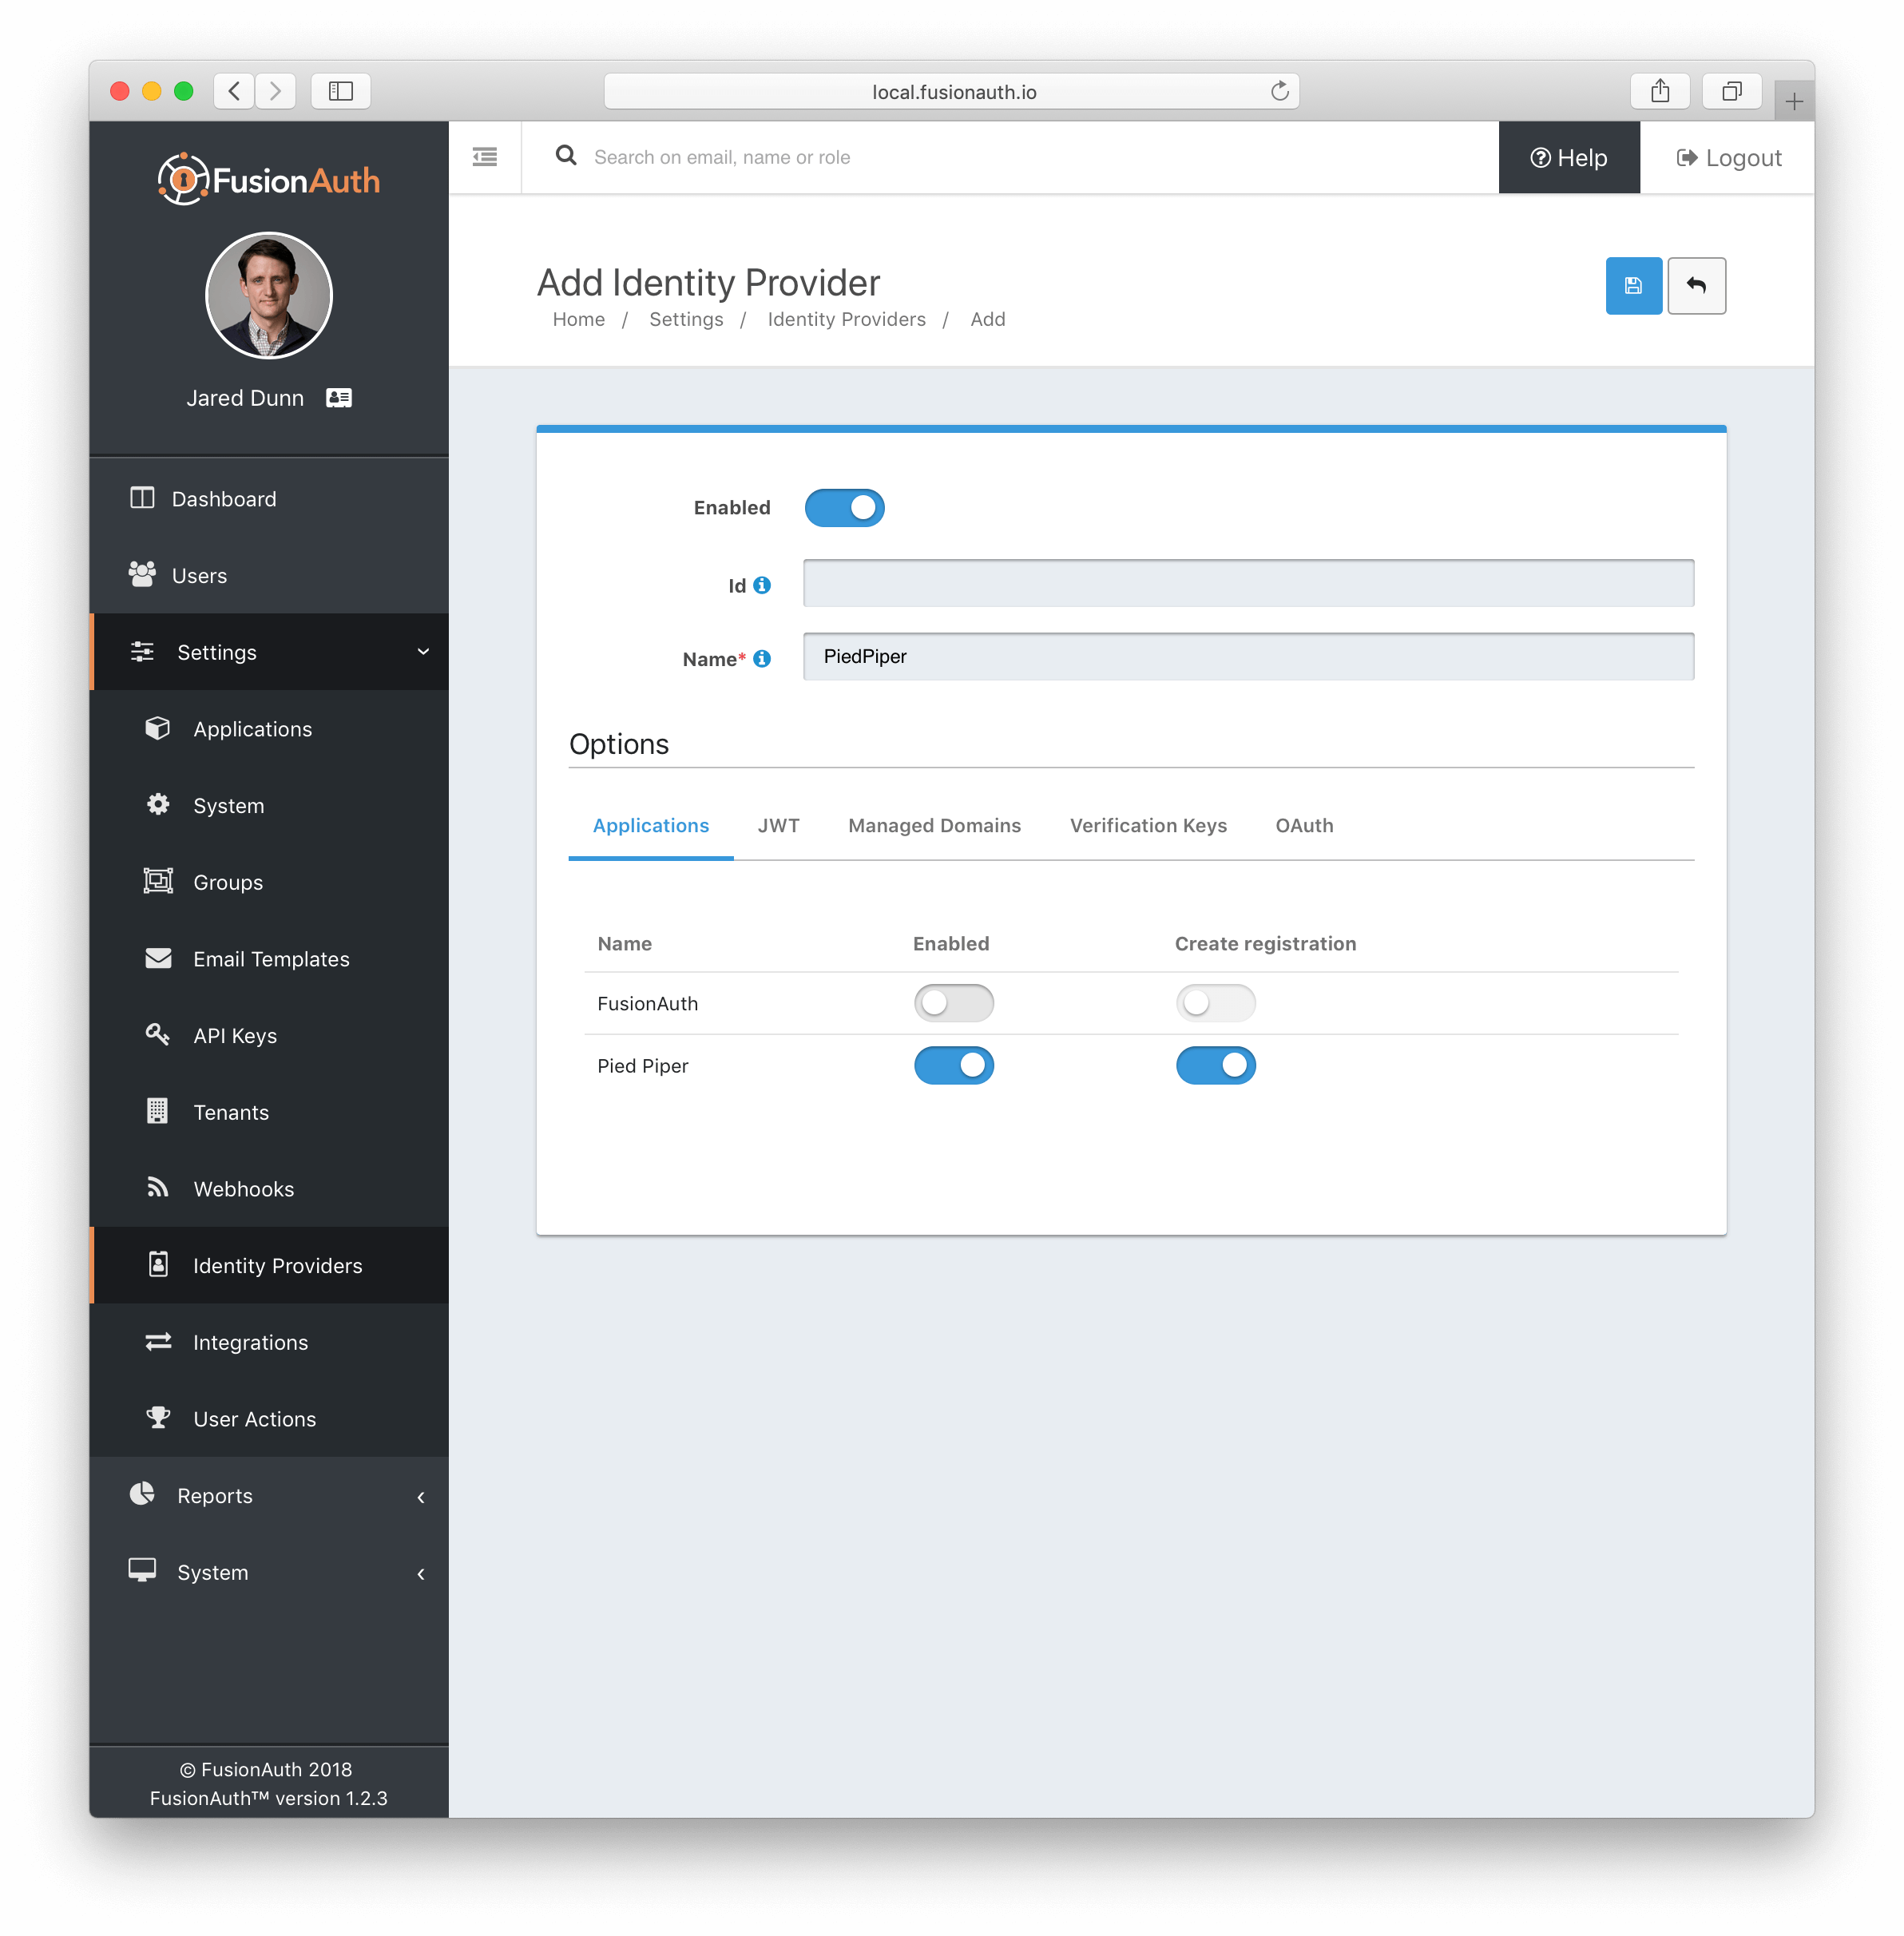 local.fusionauth.io
FusionAuth
Search on email, name or role
Help
Logout
Jared Dunn
Dashboard
Users
Settings
Applications
System
Groups
Email Templates
API Keys
Tenants
Webhooks
Identity Providers
Integrations
User Actions
Reports
System
© FusionAuth 2018
FusionAuth™ version 1.2.3
Add Identity Provider
Home / Settings / Identity Providers / Add
Enabled
Id
Name* PiedPiper
Options
Applications JWT Managed Domains Verification Keys OAuth
Name Enabled Create registration
FusionAuth
Pied Piper